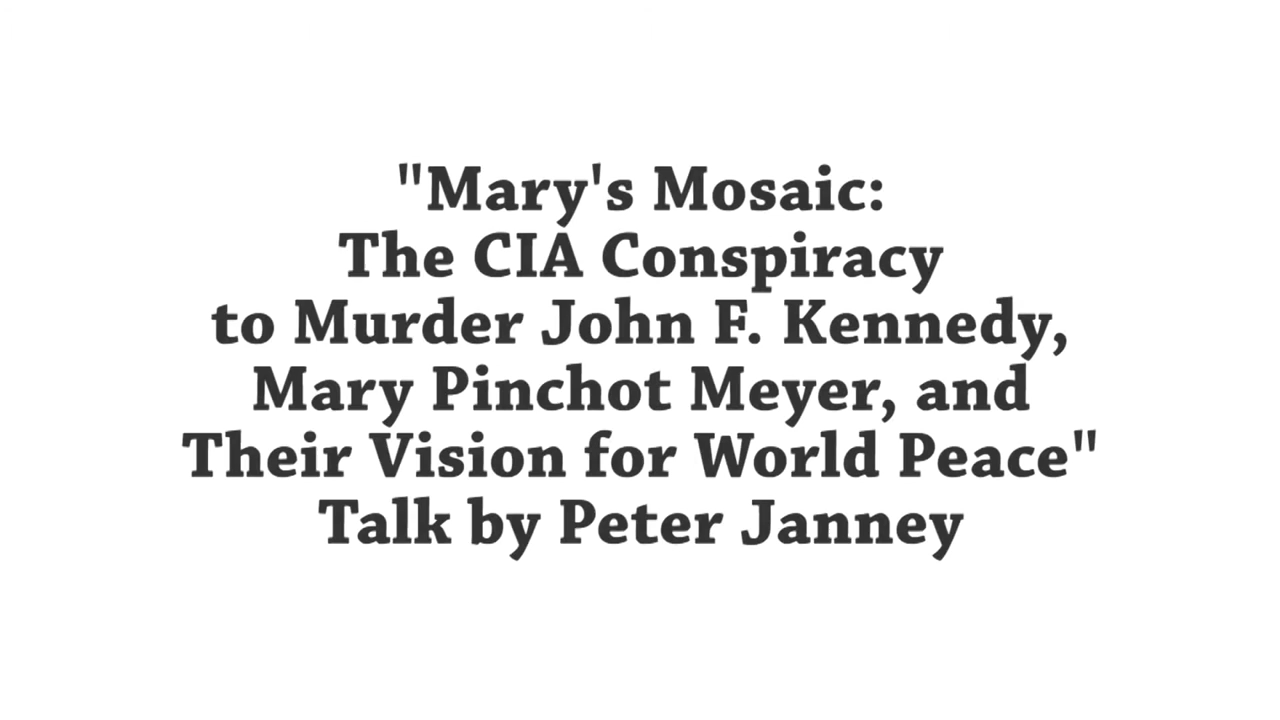 "Mary's Mosaic:
The CIA Conspiracy
to Murder John F. Kennedy,
Mary Pinchot Meyer, and
Their Vision for World Peace"
Talk by Peter Janney